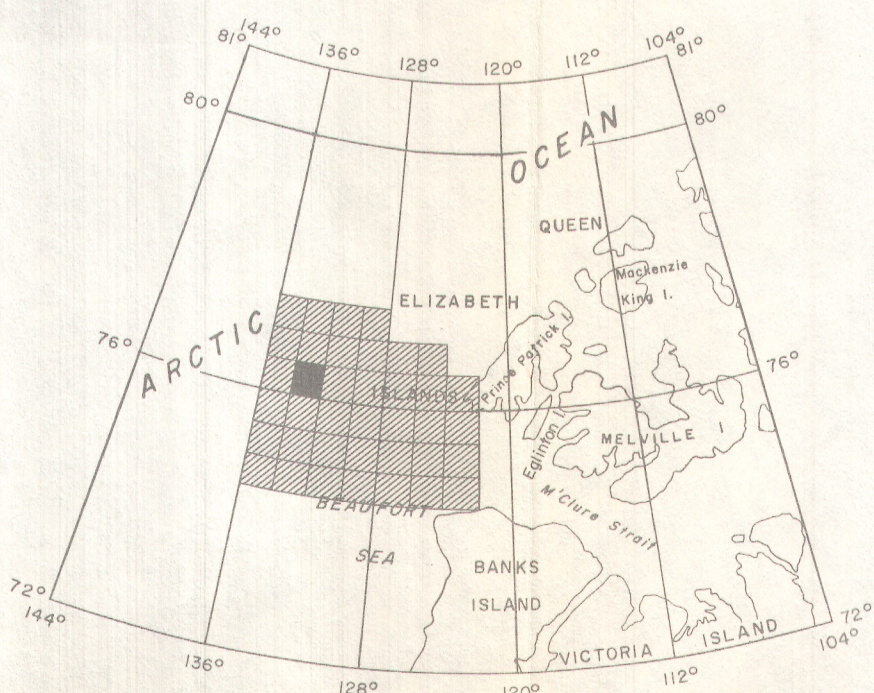 144° 136° 128° 120° 112° 104°
81° 81°
80° 80°
OCEAN
QUEEN
Mackenzie
King I.
ELIZABETH
ARCTIC
Prince Patrick I.
76° 76°
ISLANDS
Eglinton I.
MELVILLE I
BEAUFORT
M'Clure Strait
SEA
BANKS
ISLAND
VICTORIA ISLAND
72° 72°
144° 136° 128° 120° 112° 104°